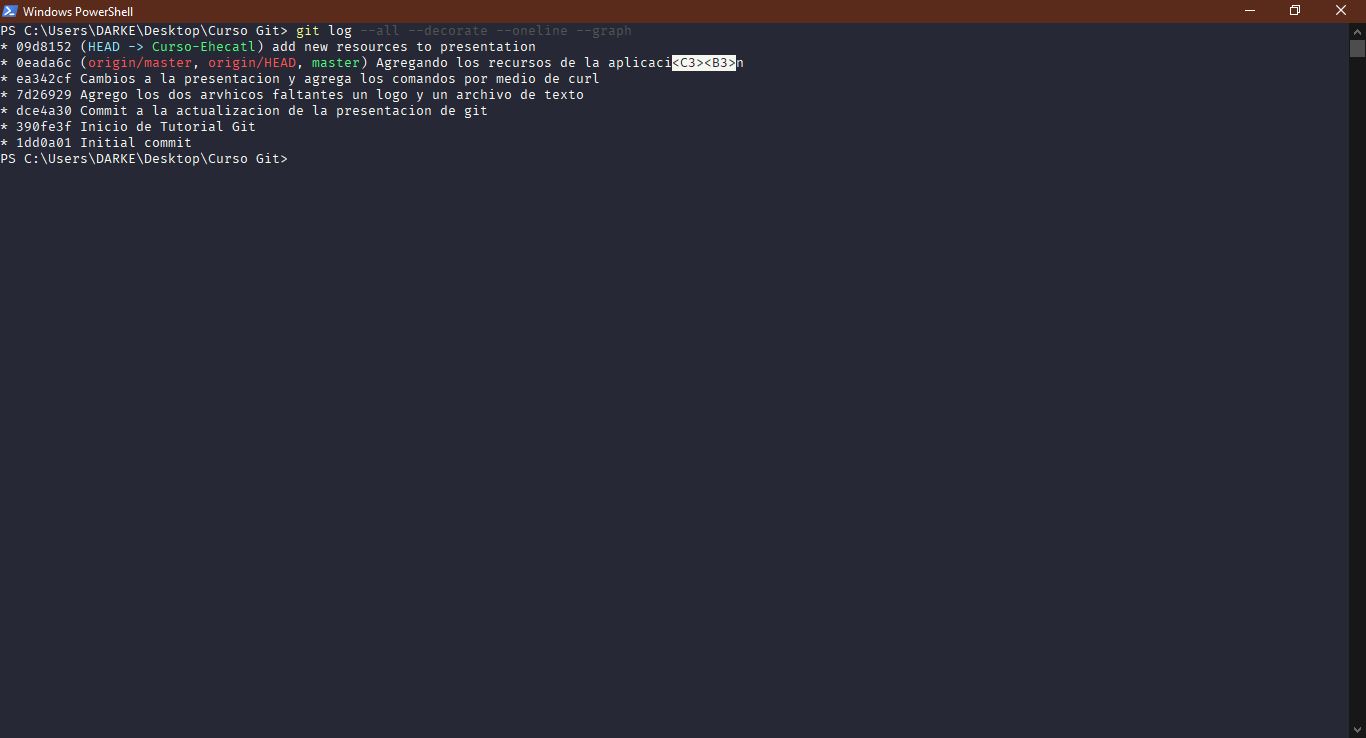 Windows PowerShell
PS C:\Users\DARKE\Desktop\Curso Git> git log --all --decorate --oneline --graph
* 09d8152 (HEAD -> Curso-Ehecatl) add new resources to presentation
* 0eada6c (origin/master, origin/HEAD, master) Agregando los recursos de la aplicaci<C3><B3>n
* ea342cf Cambios a la presentacion y agrega los comandos por medio de curl
* 7d26929 Agrego los dos arvhicos faltantes un logo y un archivo de texto
* dce4a30 Commit a la actualizacion de la presentacion de git
* 390fe3f Inicio de Tutorial Git
* 1dd0a01 Initial commit
PS C:\Users\DARKE\Desktop\Curso Git>